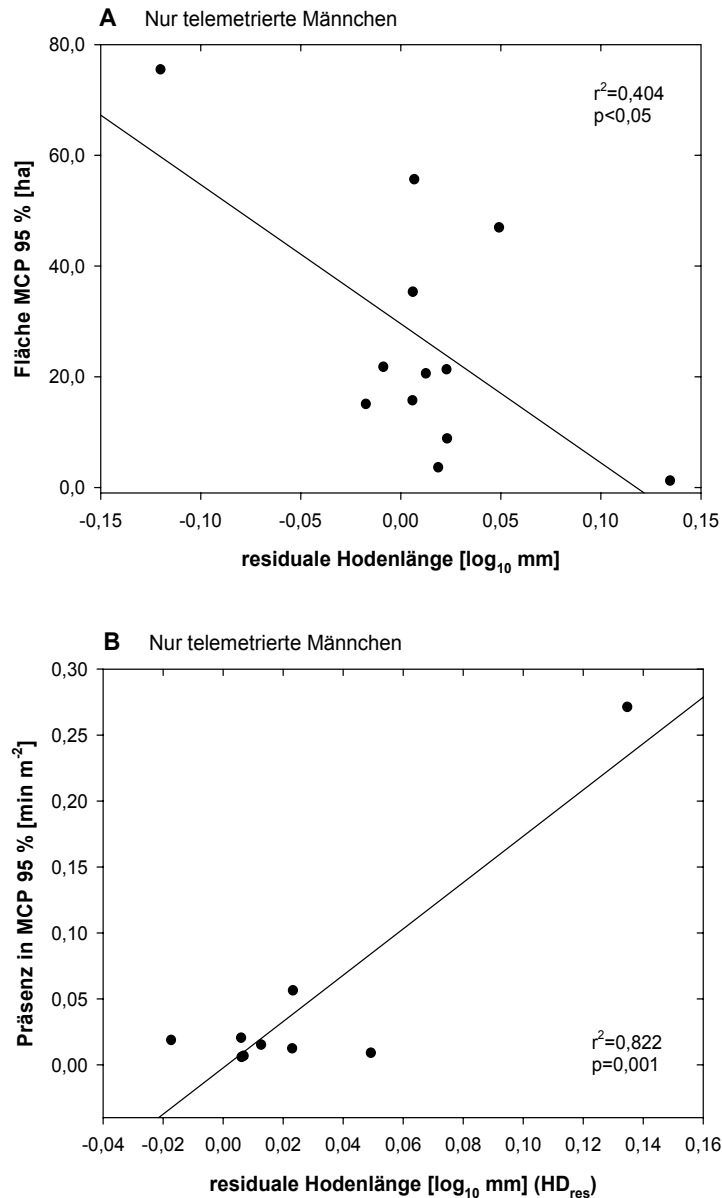 A Nur telemetrierte Männchen
80,0
60,0
40,0
20,0
0,0
Fläche MCP 95 % [ha]
r²=0,404
p<0,05
-0,15 -0,10 -0,05 0,00 0,05 0,10 0,15
residuale Hodenlänge [log₁₀ mm]
B Nur telemetrierte Männchen
0,30
0,25
0,20
0,15
0,10
0,05
0,00
Präsenz in MCP 95 % [min m⁻²]
r²=0,822
p=0,001
-0,04 -0,02 0,00 0,02 0,04 0,06 0,08 0,10 0,12 0,14 0,16
residuale Hodenlänge [log₁₀ mm] (HD_res)